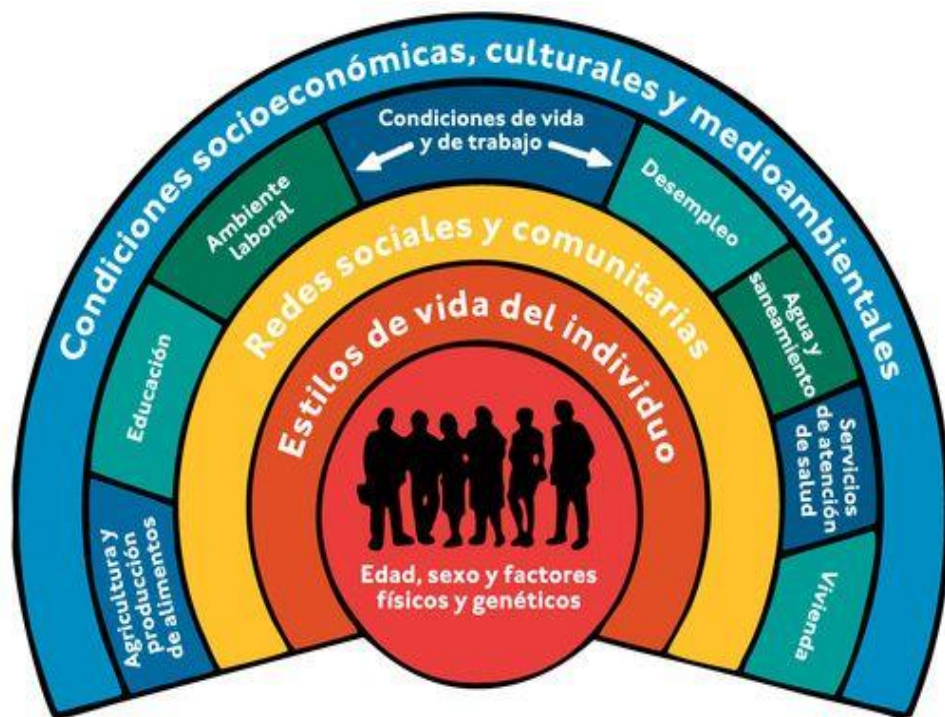 Condiciones socioeconómicas, culturales y medioambientales
Condiciones de vida
y de trabajo
Agricultura y
producción
de alimentos
Educación
Ambiente
laboral
Desempleo
Agua y
saneamiento
Servicios
de atención
de salud
Vivienda
Redes sociales y comunitarias
Estilos de vida del individuo
Edad, sexo y factores
físicos y genéticos